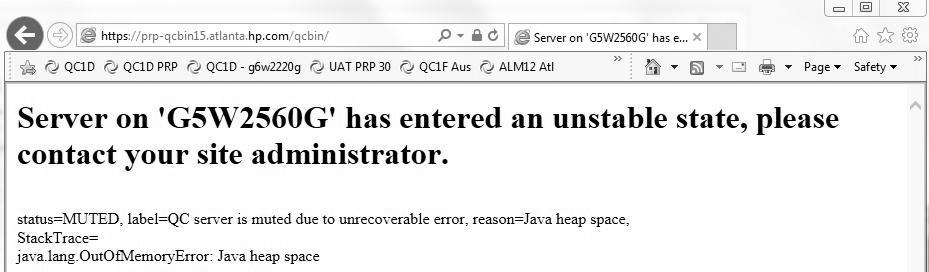 https://prp-qcbin15.atlanta.hp.com/qcbin/
Server on 'G5W2560G' has e...
QC1D
QC1D PRP
QC1D - g6w2220g
UAT PRP 30
QC1F Aus
ALM12 Atl
Page
Safety
Server on 'G5W2560G' has entered an unstable state, please
contact your site administrator.
status=MUTED, label=QC server is muted due to unrecoverable error, reason=Java heap space,
StackTrace=
java.lang.OutOfMemoryError: Java heap space